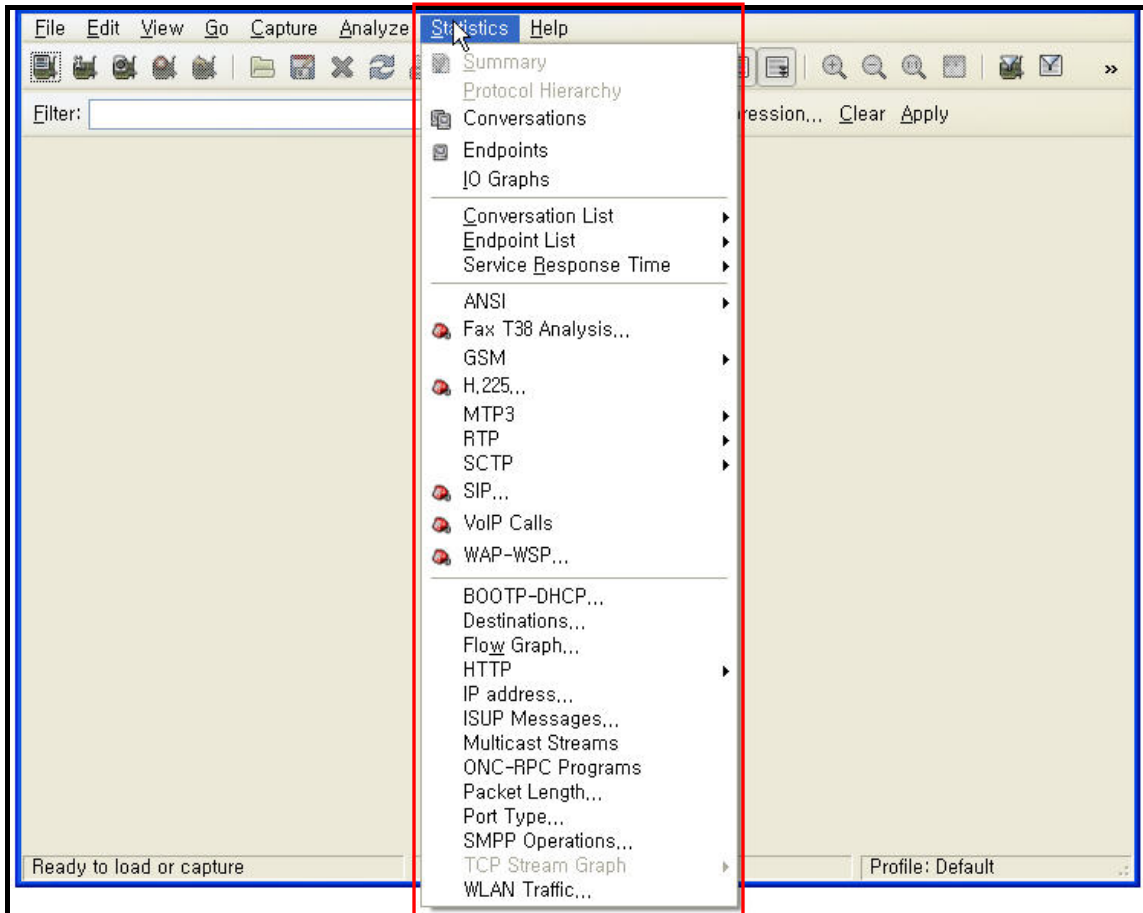 File Edit View Go Capture Analyze Statistics Help
Filter: ression... Clear Apply
Summary
Protocol Hierarchy
Conversations
Endpoints
IO Graphs
Conversation List
Endpoint List
Service Response Time
ANSI
Fax T38 Analysis...
GSM
H.225...
MTP3
RTP
SCTP
SIP...
VoIP Calls
WAP-WSP...
BOOTP-DHCP...
Destinations...
Flow Graph...
HTTP
IP address...
ISUP Messages...
Multicast Streams
ONC-RPC Programs
Packet Length...
Port Type...
SMPP Operations...
TCP Stream Graph
WLAN Traffic...
Ready to load or capture Profile: Default